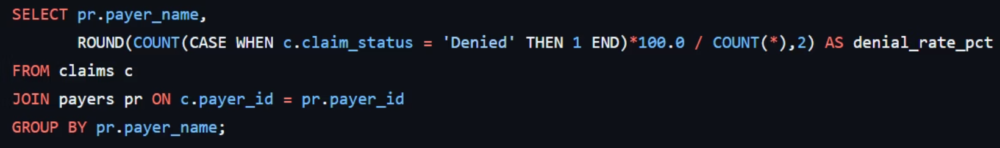 SELECT pr.payer_name,
       ROUND(COUNT(CASE WHEN c.claim_status = 'Denied' THEN 1 END)*100.0 / COUNT(*),2) AS denial_rate_pct
FROM claims c
JOIN payers pr ON c.payer_id = pr.payer_id
GROUP BY pr.payer_name;